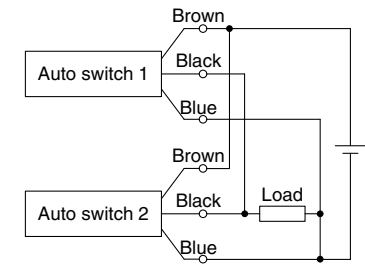 Brown
Auto switch 1
Black
Blue
Brown
Auto switch 2
Black
Load
Blue